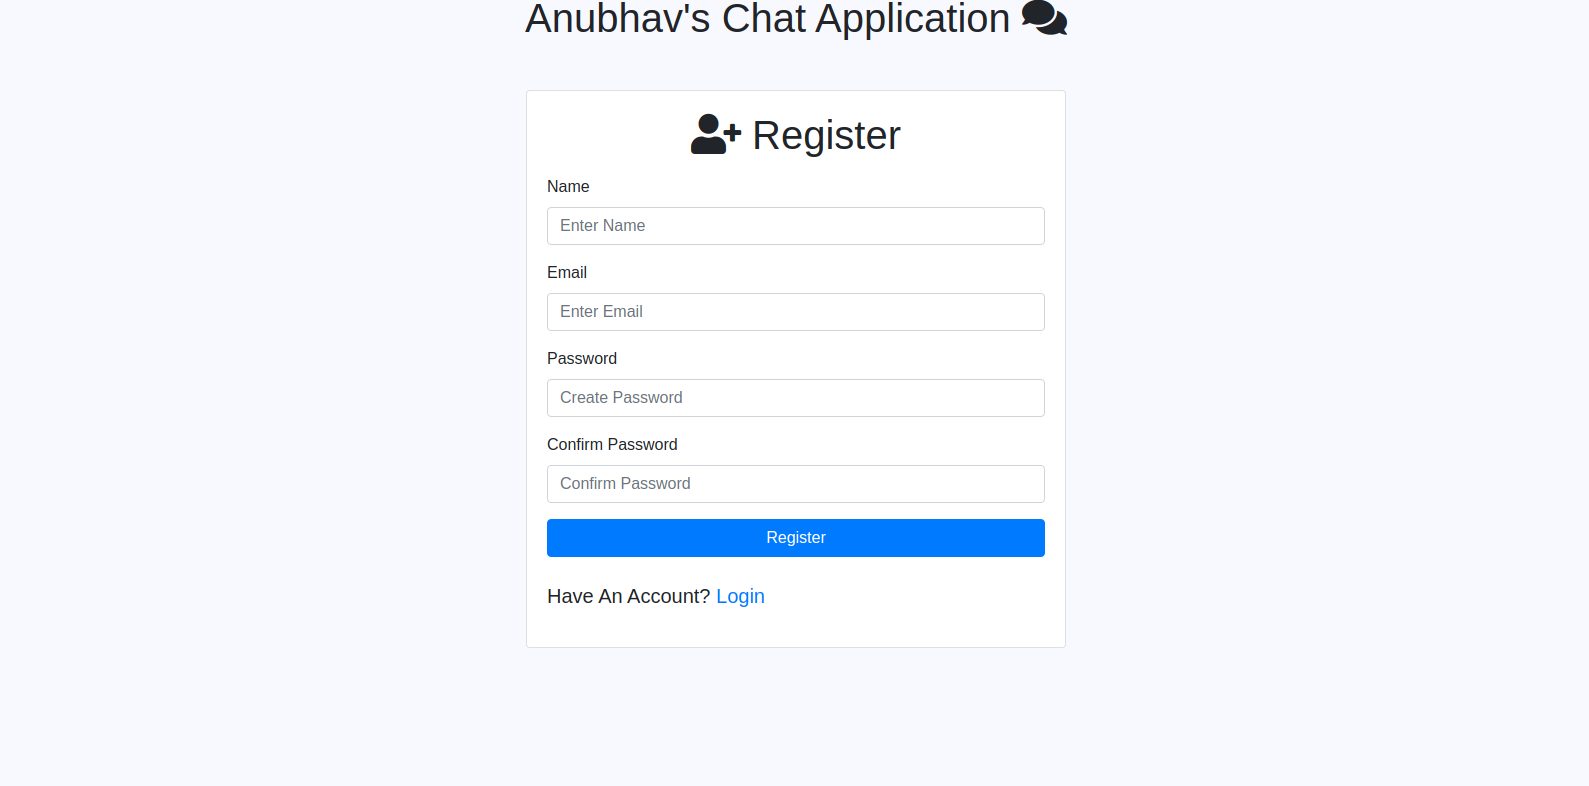 Anubhav's Chat Application
Register
Name
Enter Name
Email
Enter Email
Password
Create Password
Confirm Password
Confirm Password
Register
Have An Account? Login